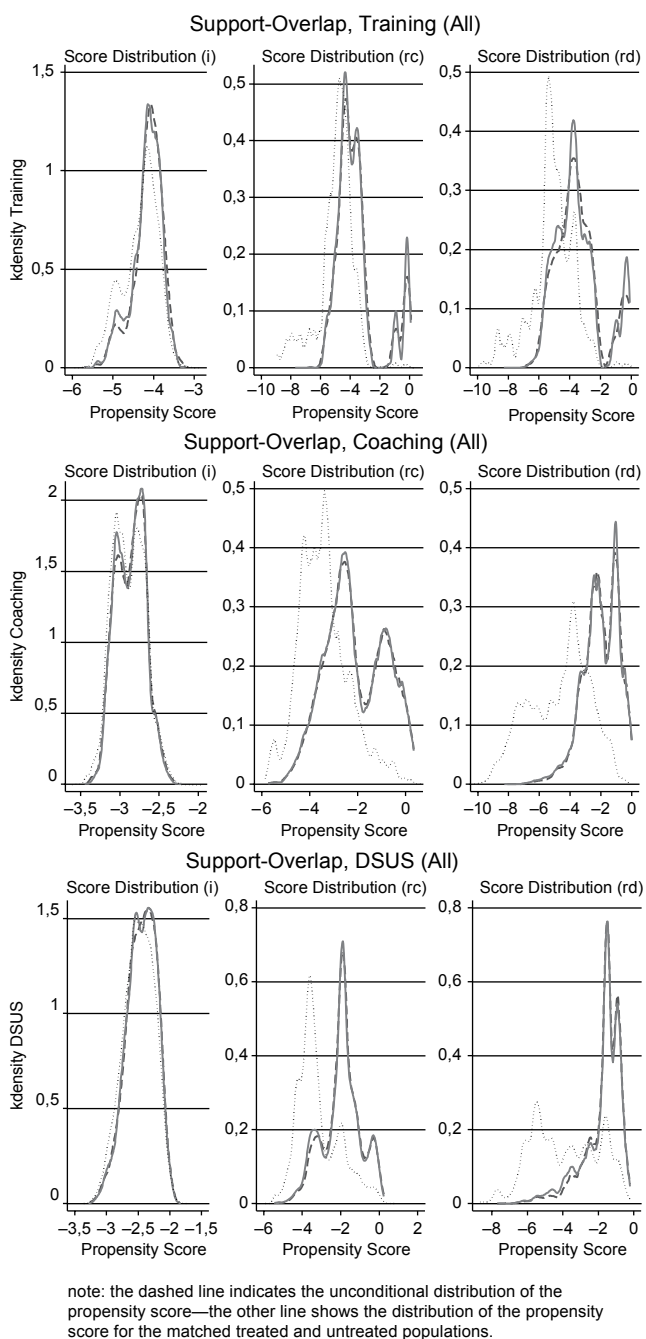 Support-Overlap, Training (All)
Score Distribution (i)
Score Distribution (rc)
Score Distribution (rd)
kdensity Training
1,5
1
0,5
0
–6 –5 –4 –3
Propensity Score
0,5
0,4
0,3
0,2
0,1
0
–10 –8 –6 –4 –2 0
Propensity Score
0,5
0,4
0,3
0,2
0,1
0
–10 –8 –6 –4 –2 0
Propensity Score
Support-Overlap, Coaching (All)
Score Distribution (i)
Score Distribution (rc)
Score Distribution (rd)
kdensity Coaching
2
1,5
1
0,5
0
–3,5 –3 –2,5 –2
Propensity Score
0,5
0,4
0,3
0,2
0,1
0
–6 –4 –2 0
Propensity Score
0,5
0,4
0,3
0,2
0,1
0
–10 –8 –6 –4 –2 0
Propensity Score
Support-Overlap, DSUS (All)
Score Distribution (i)
Score Distribution (rc)
Score Distribution (rd)
kdensity DSUS
1,5
1
0,5
0
–3,5 –3 –2,5 –2 –1,5
Propensity Score
0,8
0,6
0,4
0,2
0
–6 –4 –2 0 2
Propensity Score
0,8
0,6
0,4
0,2
0
–8 –6 –4 –2 0
Propensity Score
note: the dashed line indicates the unconditional distribution of the
propensity score—the other line shows the distribution of the propensity
score for the matched treated and untreated populations.